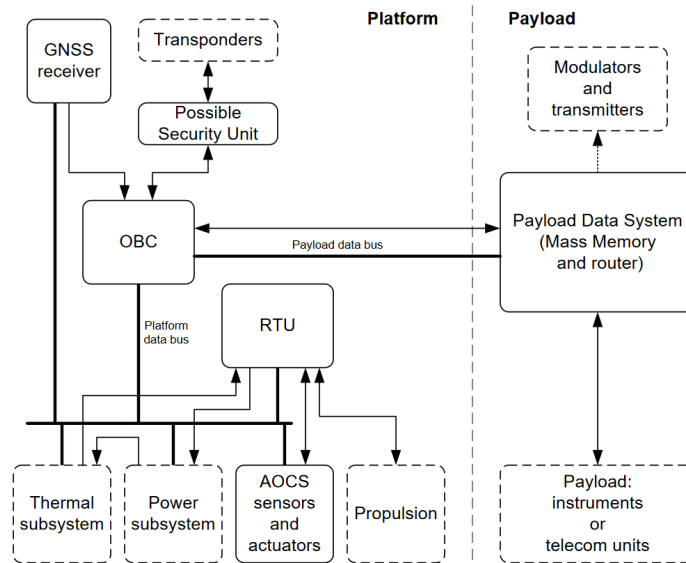 Platform
Payload
GNSS
receiver
Transponders
Modulators
and
transmitters
Possible
Security Unit
OBC
Payload Data System
(Mass Memory
and router)
Payload data bus
Platform
data bus
RTU
Thermal
subsystem
Power
subsystem
AOCS
sensors
and
actuators
Propulsion
Payload:
instruments
or
telecom units